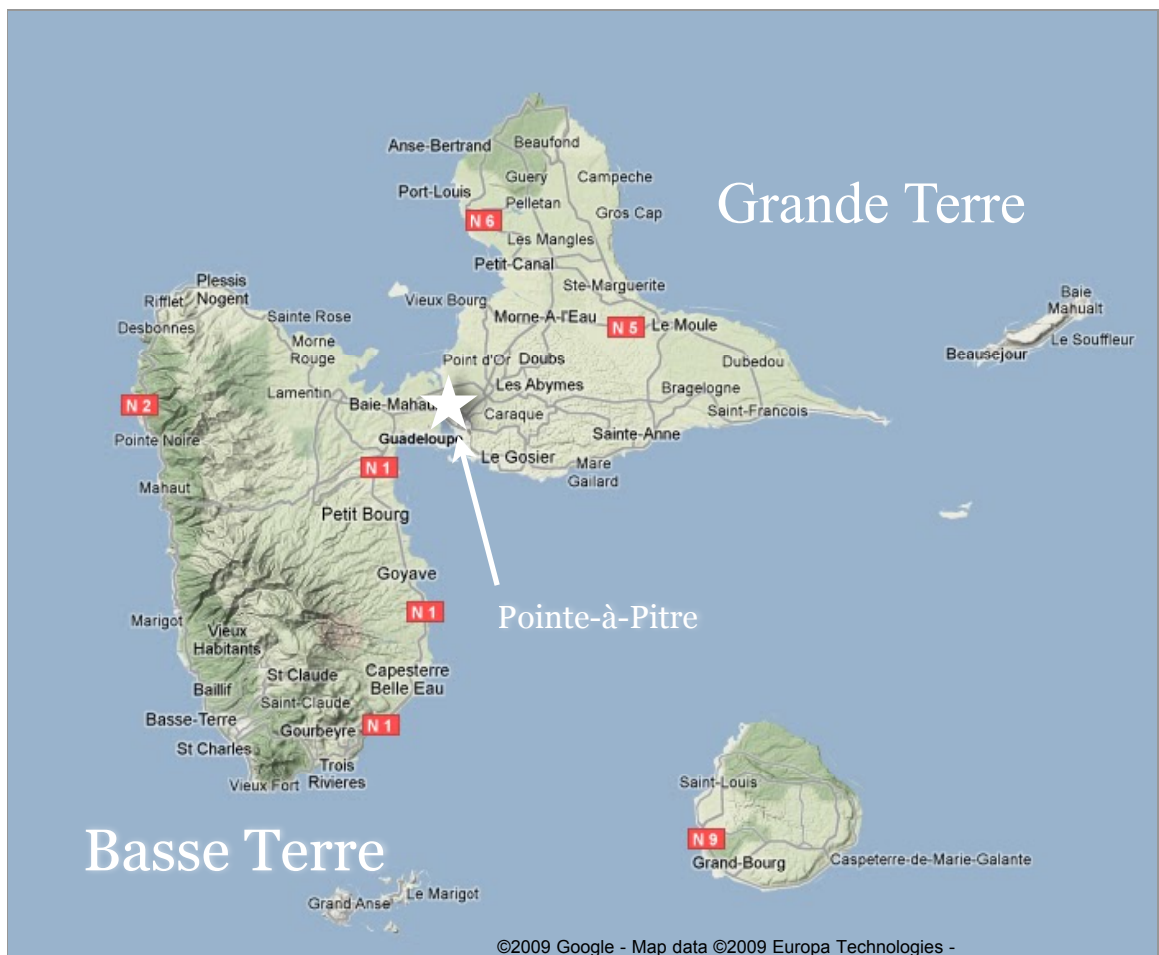 Anse-Bertrand
Beaufond
Guery
Campeche
Port-Louis
Pelletan
Grande Terre
N 6
Gros Cap
Les Mangles
Petit-Canal
Plessis
Nogent
Rifflet
Ste-Marguerite
Vieux Bourg
Baie
Mahualt
Sainte Rose
Morne-A-l'Eau
Desbonnes
N 5
Le Moule
Le Souffleur
Morne
Rouge
Beausejour
Point d'Or
Doubs
Dubedou
Les Abymes
Bragelogne
Lamentin
N 2
Baie-Mahau
Caraque
Saint-Francois
Pointe Noire
Guadeloupe
Sainte-Anne
Le Gosier
N 1
Mare
Gailard
Mahaut
Petit Bourg
Goyave
N 1
Pointe-à-Pitre
Marigot
Vieux
Habitants
St Claude
Capesterre
Belle Eau
Baillif
Saint-Claude
Basse-Terre
Gourbeyre
N 1
St Charles
Trois
Rivieres
Vieux Fort
Saint-Louis
N 9
Basse Terre
Grand-Bourg
Caspeterre-de-Marie-Galante
Le Marigot
Grand Anse
©2009 Google - Map data ©2009 Europa Technologies -